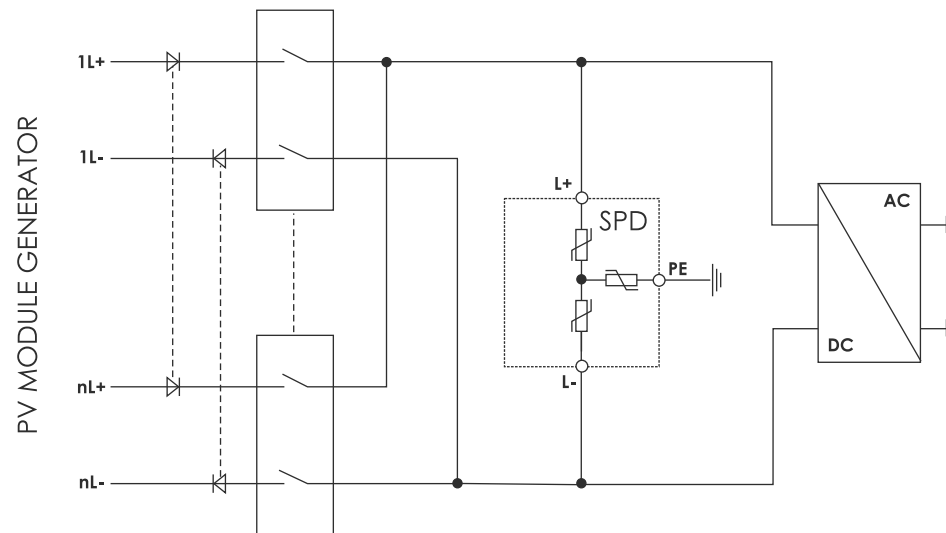 PV MODULE GENERATOR
1L+
1L-
nL+
nL-
L+
SPD
PE
L-
AC
DC